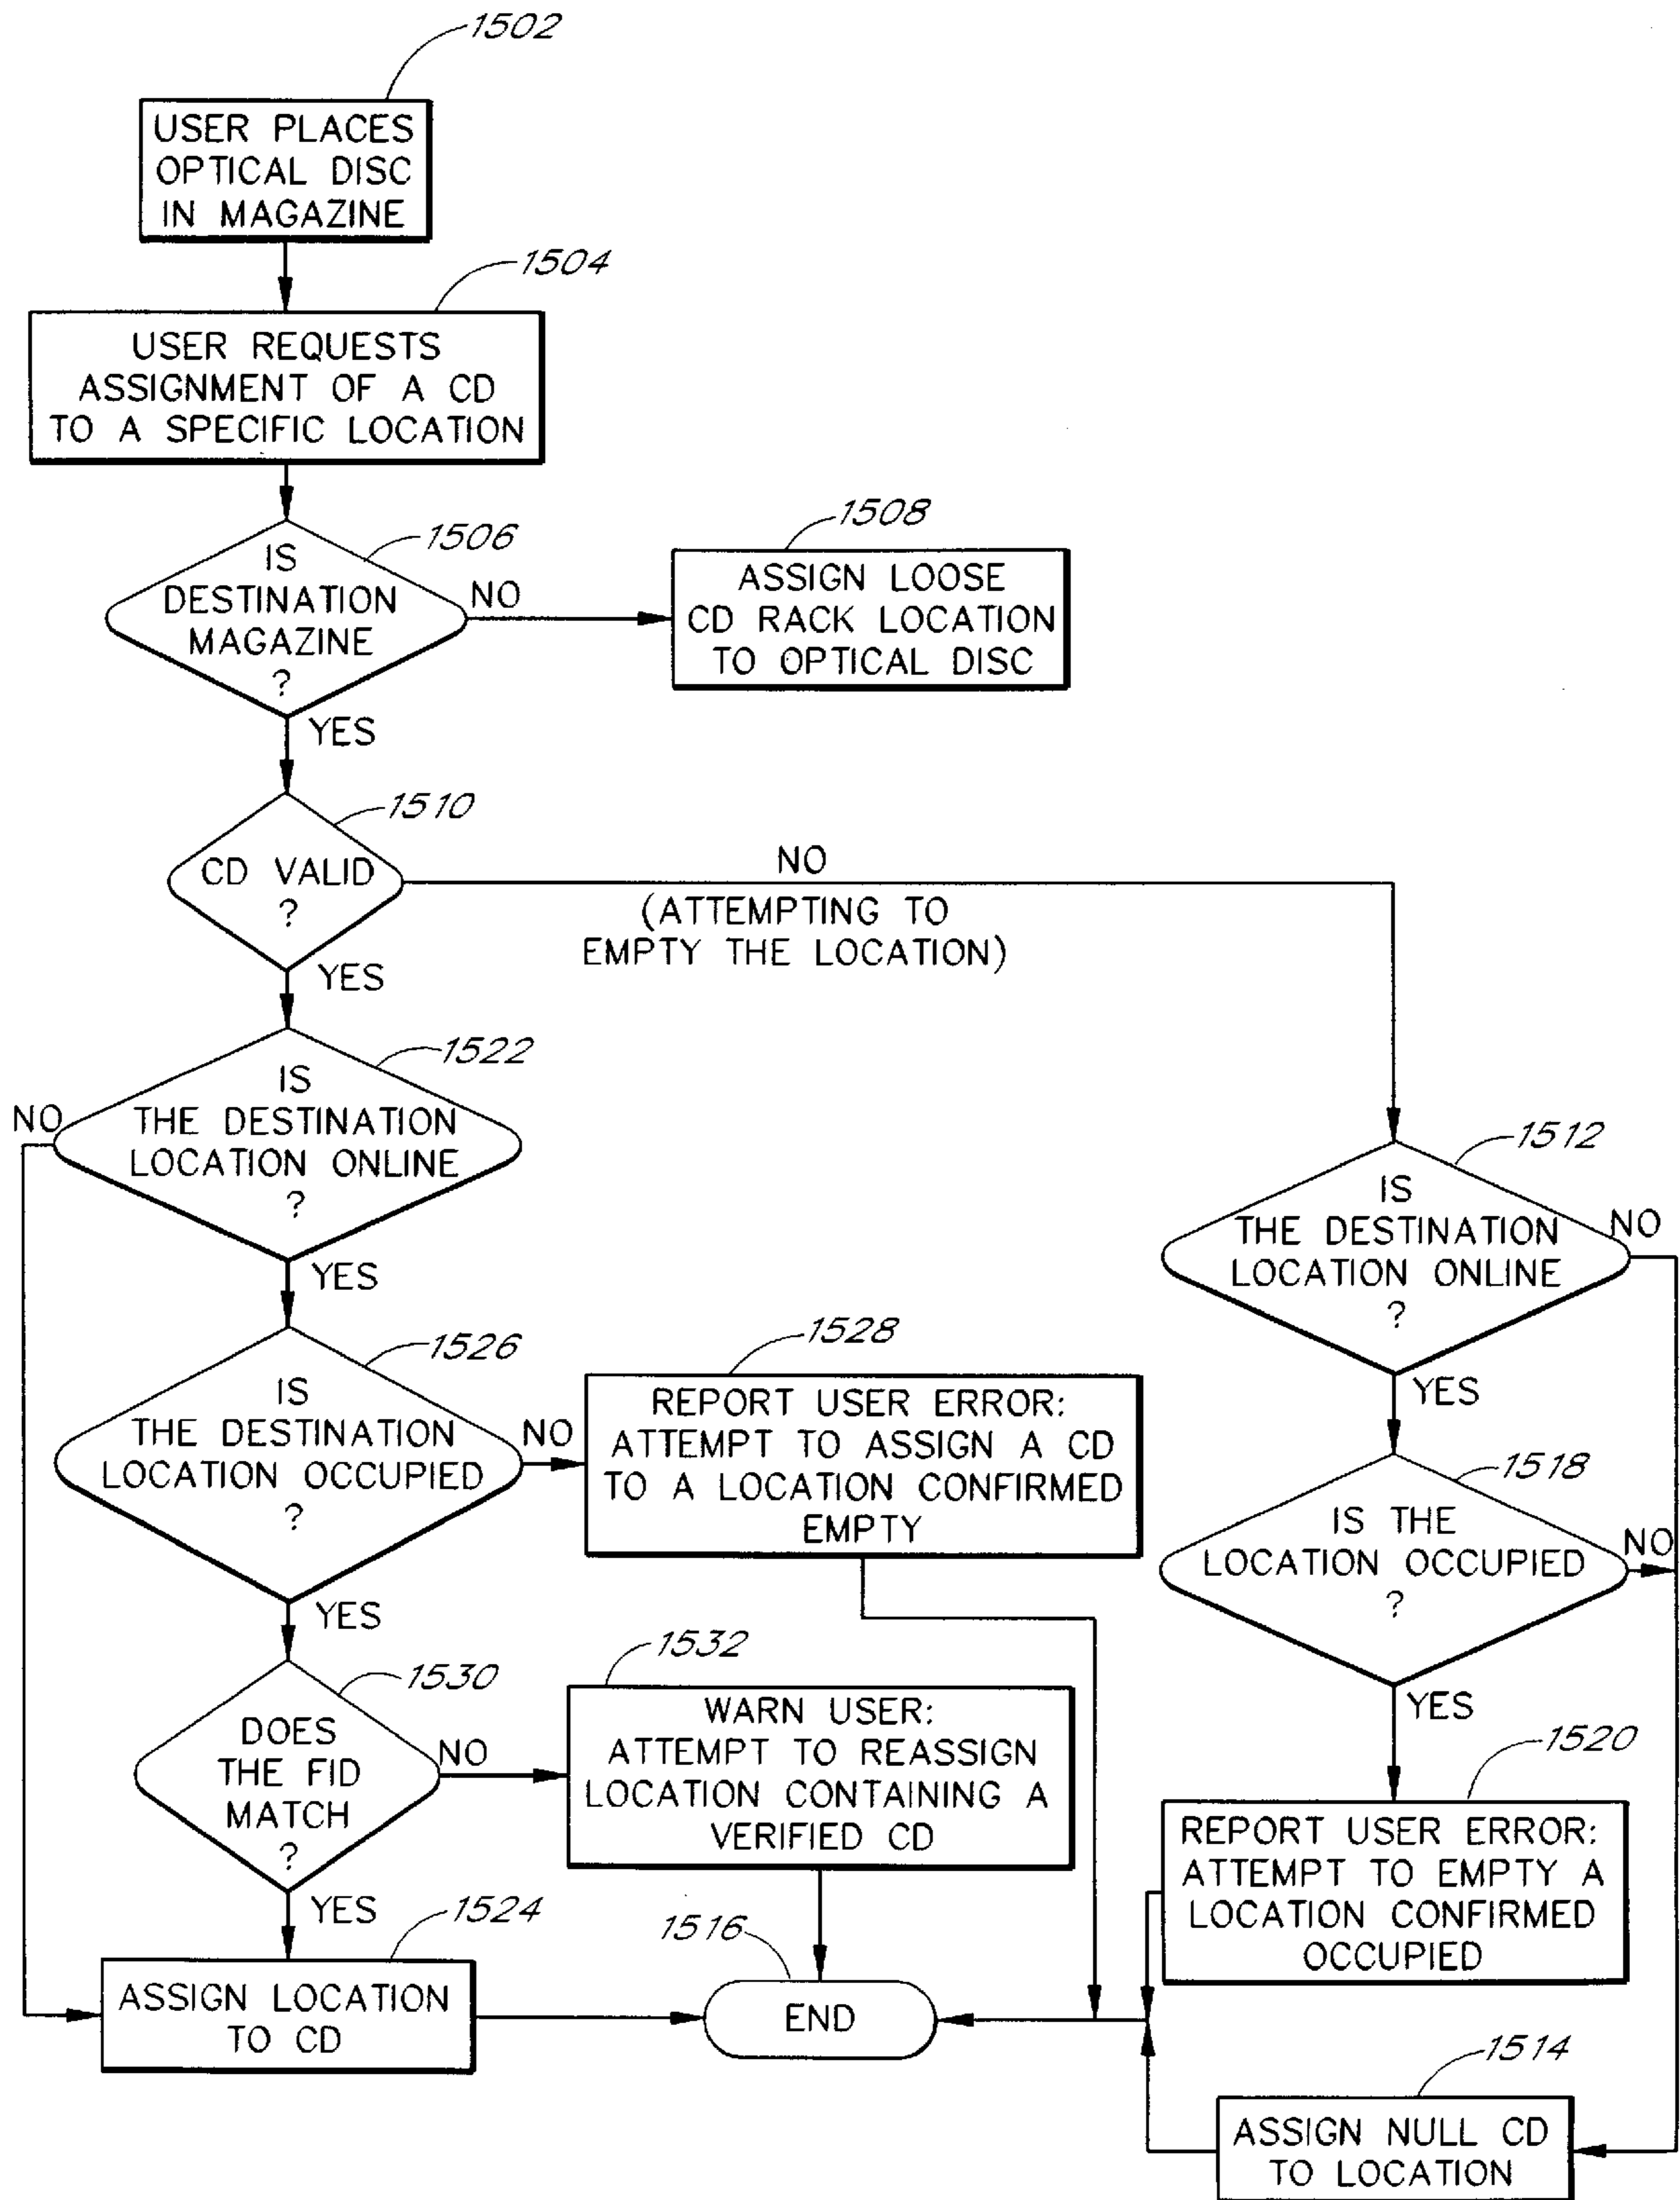 1502
USER PLACES
OPTICAL DISC
IN MAGAZINE
1504
USER REQUESTS
ASSIGNMENT OF A CD
TO A SPECIFIC LOCATION
1506
IS
DESTINATION
MAGAZINE
?
NO
1508
ASSIGN LOOSE
CD RACK LOCATION
TO OPTICAL DISC
YES
1510
CD VALID
?
NO
(ATTEMPTING TO
EMPTY THE LOCATION)
YES
1522
IS
THE DESTINATION
LOCATION ONLINE
?
NO
YES
1512
IS
THE DESTINATION
LOCATION ONLINE
?
NO
YES
1526
IS
THE DESTINATION
LOCATION OCCUPIED
?
NO
1528
REPORT USER ERROR:
ATTEMPT TO ASSIGN A CD
TO A LOCATION CONFIRMED
EMPTY
YES
1518
IS THE
LOCATION OCCUPIED
?
NO
YES
1530
DOES
THE FID
MATCH
?
NO
1532
WARN USER:
ATTEMPT TO REASSIGN
LOCATION CONTAINING A
VERIFIED CD
YES
1520
REPORT USER ERROR:
ATTEMPT TO EMPTY A
LOCATION CONFIRMED
OCCUPIED
1524
ASSIGN LOCATION
TO CD
1516
END
1514
ASSIGN NULL CD
TO LOCATION